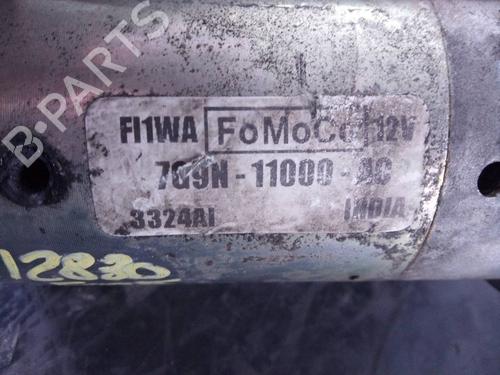 FI1WA FoMoCo 12V
7G9N-11000-AC
3324AI INDIA
12830
B-PARTS